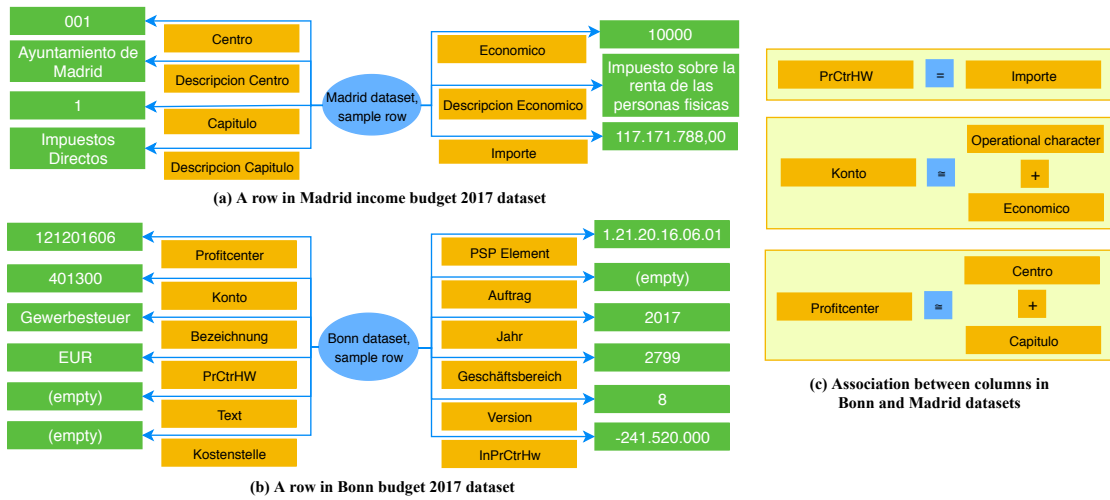 001
Centro
Ayuntamiento de
Madrid
Descripcion Centro
1
Capitulo
Impuestos
Directos
Descripcion Capitulo
Madrid dataset,
sample row
Economico
10000
Descripcion Economico
Impuesto sobre la
renta de las
personas fisicas
Importe
117.171.788,00
(a) A row in Madrid income budget 2017 dataset
121201606
Profitcenter
401300
Konto
Gewerbesteuer
Bezeichnung
EUR
PrCtrHW
(empty)
Text
(empty)
Kostenstelle
Bonn dataset,
sample row
1.21.20.16.06.01
PSP Element
(empty)
Auftrag
2017
Jahr
2799
Geschäftsbereich
8
Version
-241.520.000
InPrCtrHw
(b) A row in Bonn budget 2017 dataset
PrCtrHW = Importe
Operational character
Konto ≅ +
Economico
Centro
Profitcenter ≅ +
Capitulo
(c) Association between columns in
Bonn and Madrid datasets